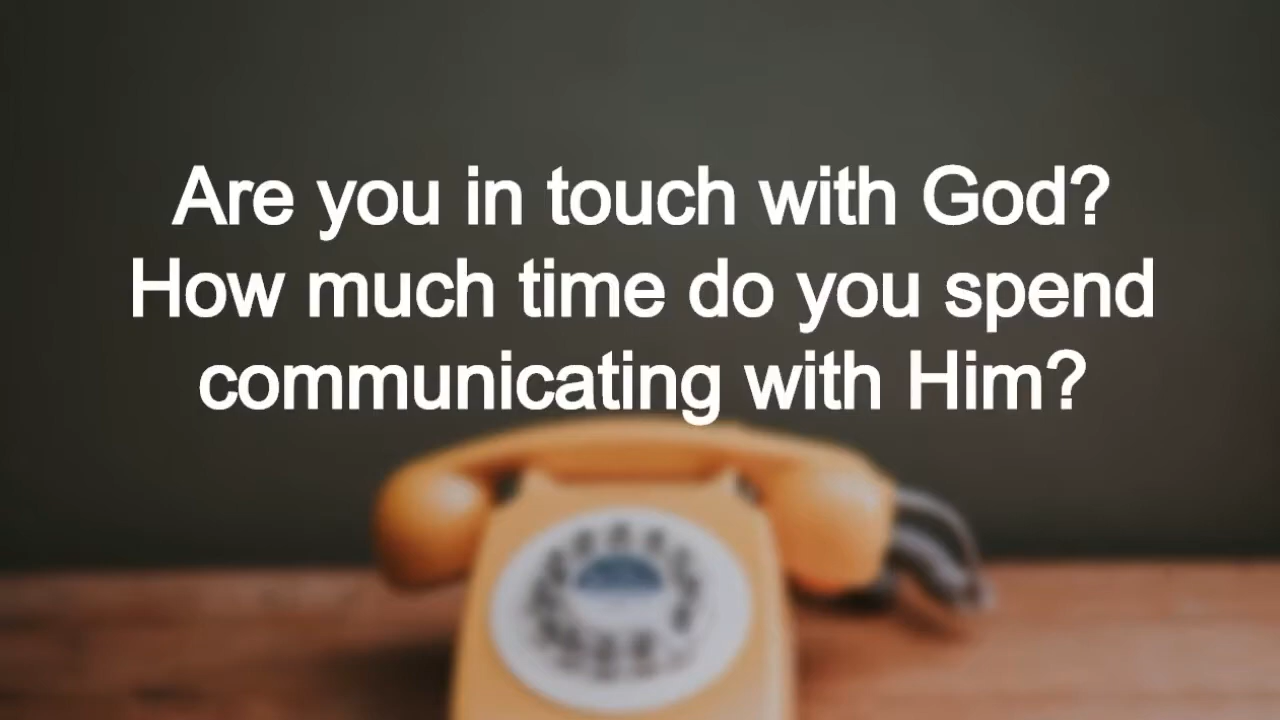 Are you in touch with God?
How much time do you spend
communicating with Him?